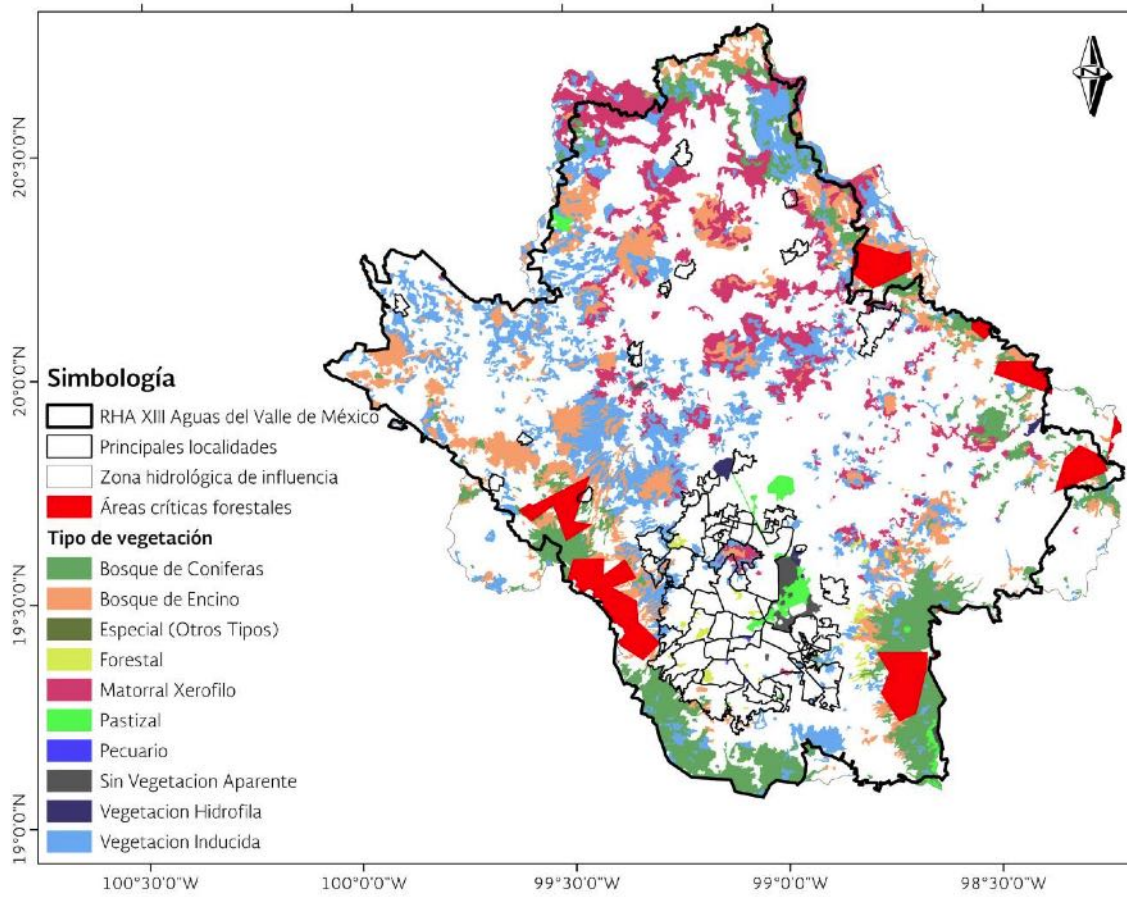 N
20°30'0"N
20°0'0"N
19°30'0"N
19°0'0"N
Simbología
RHA XIII Aguas del Valle de México
Principales localidades
Zona hidrológica de influencia
Áreas críticas forestales
Tipo de vegetación
Bosque de Coniferas
Bosque de Encino
Especial (Otros Tipos)
Forestal
Matorral Xerofilo
Pastizal
Pecuario
Sin Vegetacion Aparente
Vegetacion Hidrofila
Vegetacion Inducida
100°30'0"W 100°0'0"W 99°30'0"W 99°0'0"W 98°30'0"W